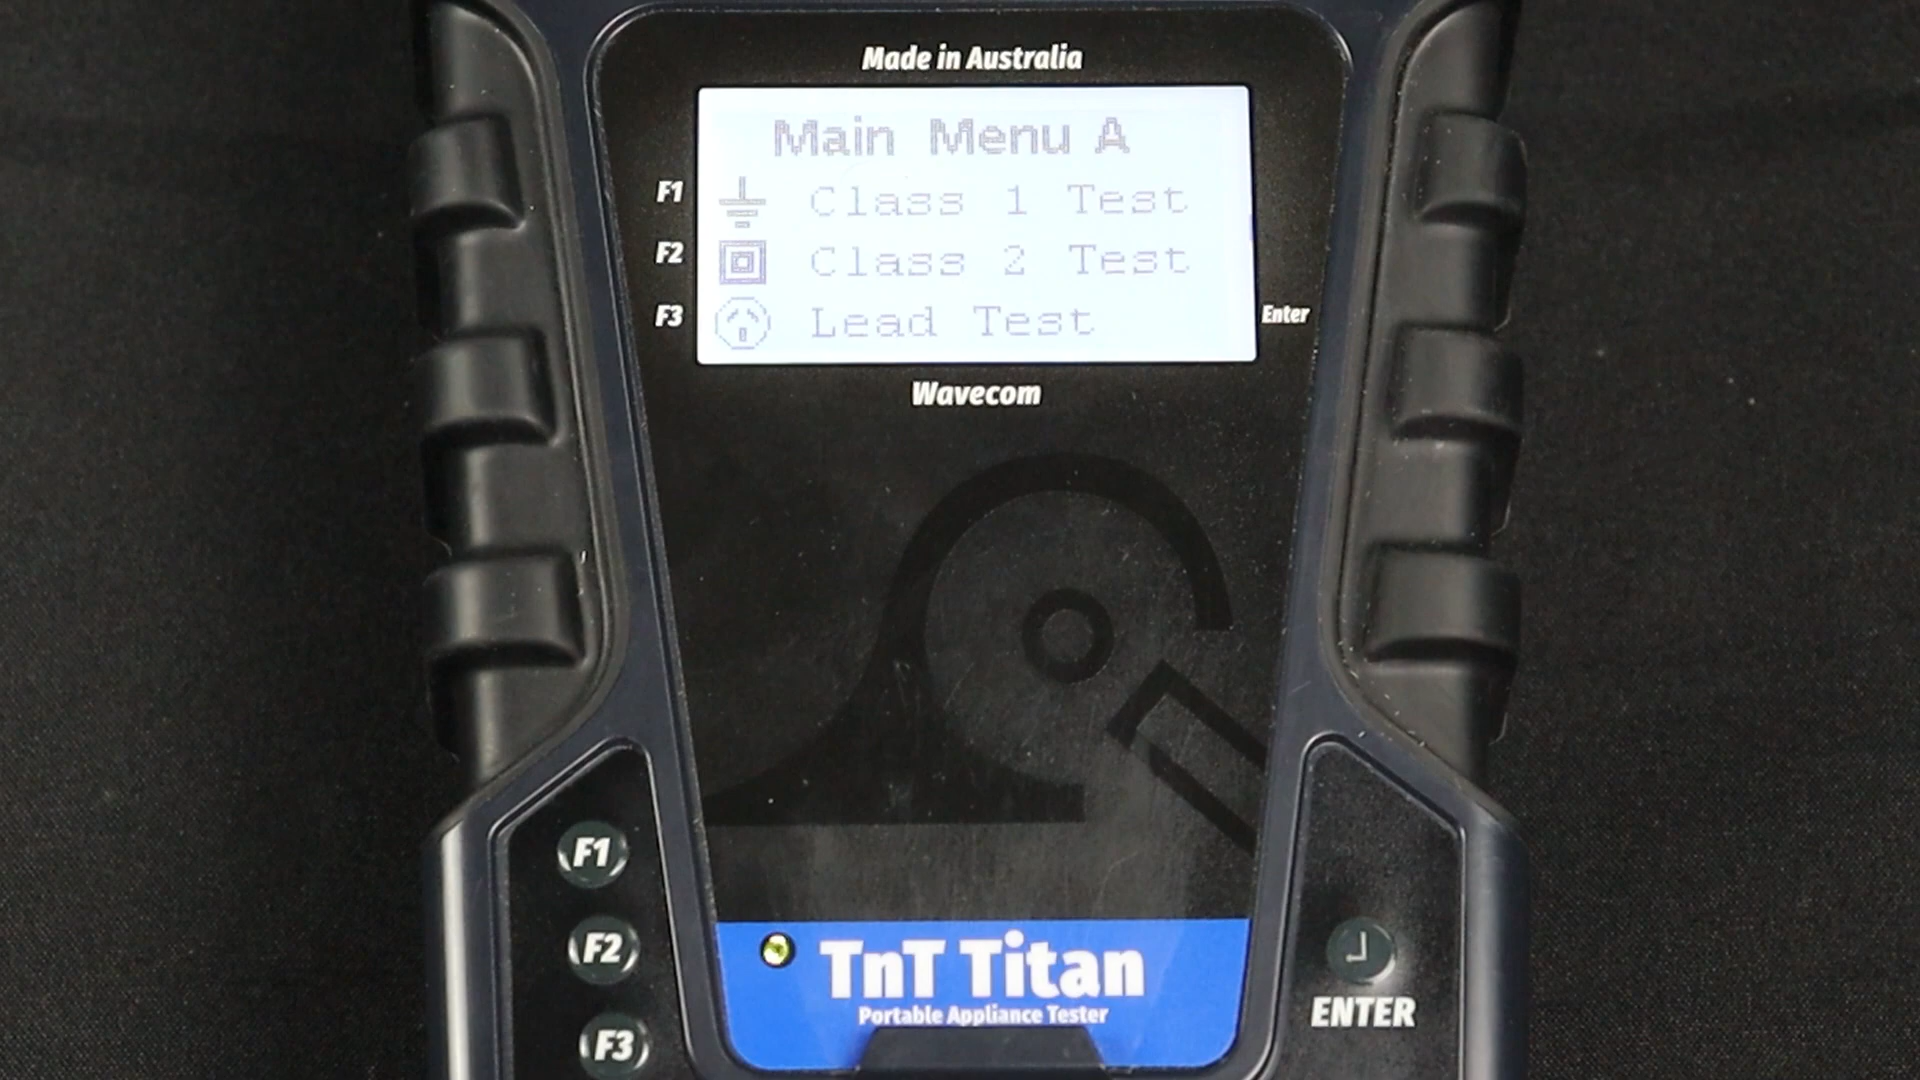 Made in Australia
Main Menu A
F1 Class 1 Test
F2 Class 2 Test
F3 Lead Test
Enter
Wavecom
F1
F2
F3
TnT Titan
Portable Appliance Tester
ENTER